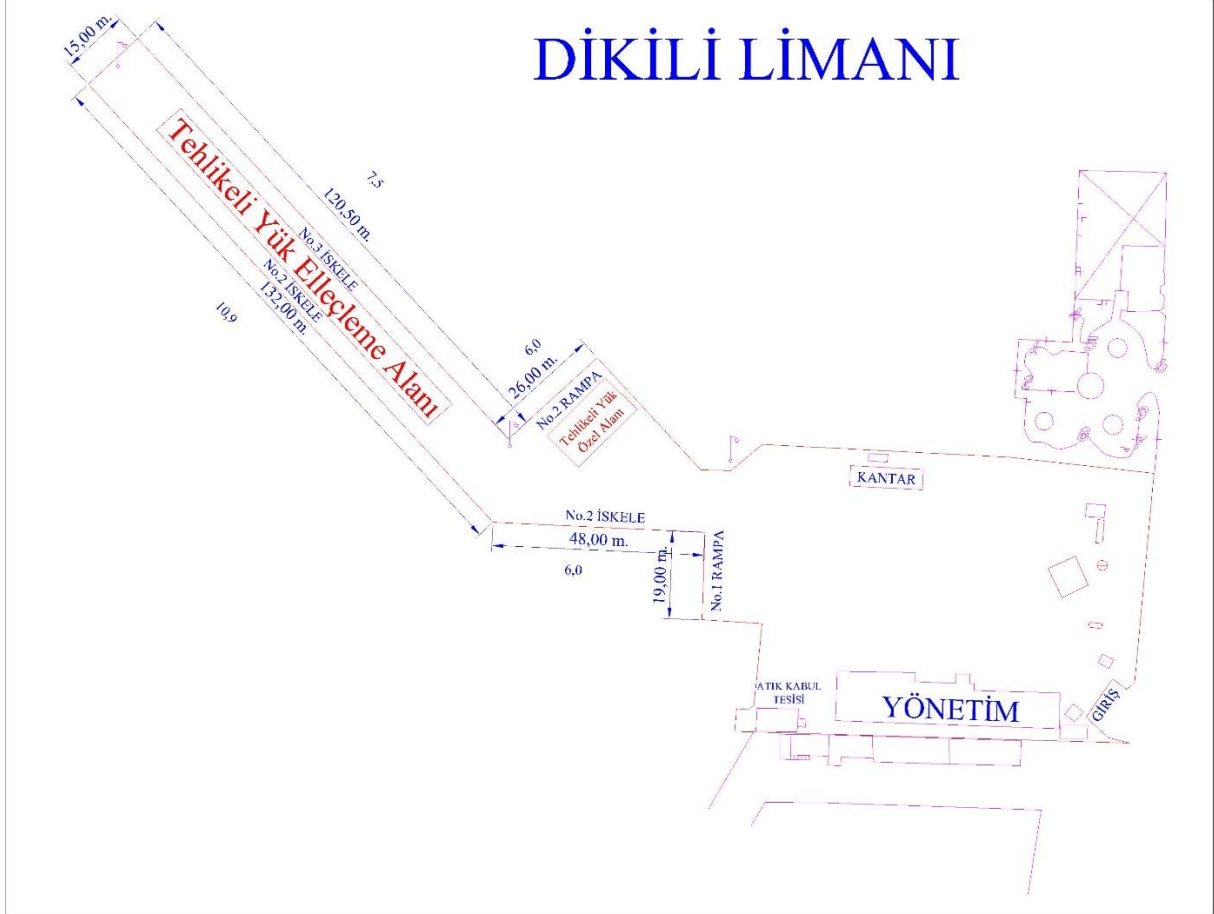 DİKİLİ LİMANI
15,00 m.
Tehlikeli Yük Elleçleme Alanı
7,5
120,50 m.
No.3 İSKELE
No.2 İSKELE
132,00 m.
10,9
6,0
26,00 m.
No.2 RAMPA
Tehlikeli Yük
Özel Alanı
KANTAR
No.2 İSKELE
48,00 m.
6,0
19,00 m.
No.1 RAMPA
ATIK KABUL
TESİSİ
YÖNETİM
GİRİŞ